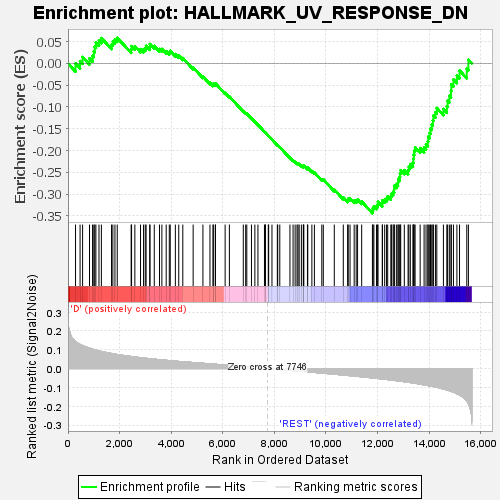 Enrichment plot: HALLMARK_UV_RESPONSE_DN
Enrichment score (ES)
0.05
0.00
-0.05
-0.10
-0.15
-0.20
-0.25
-0.30
-0.35
Ranked list metric (Signal2Noise)
'D' (positively correlated)
0.3
0.2
0.1
0.0
-0.1
-0.2
-0.3
Zero cross at 7746
'REST' (negatively correlated)
0
2,000
4,000
6,000
8,000
10,000
12,000
14,000
16,000
Rank in Ordered Dataset
Enrichment profile
Hits
Ranking metric scores